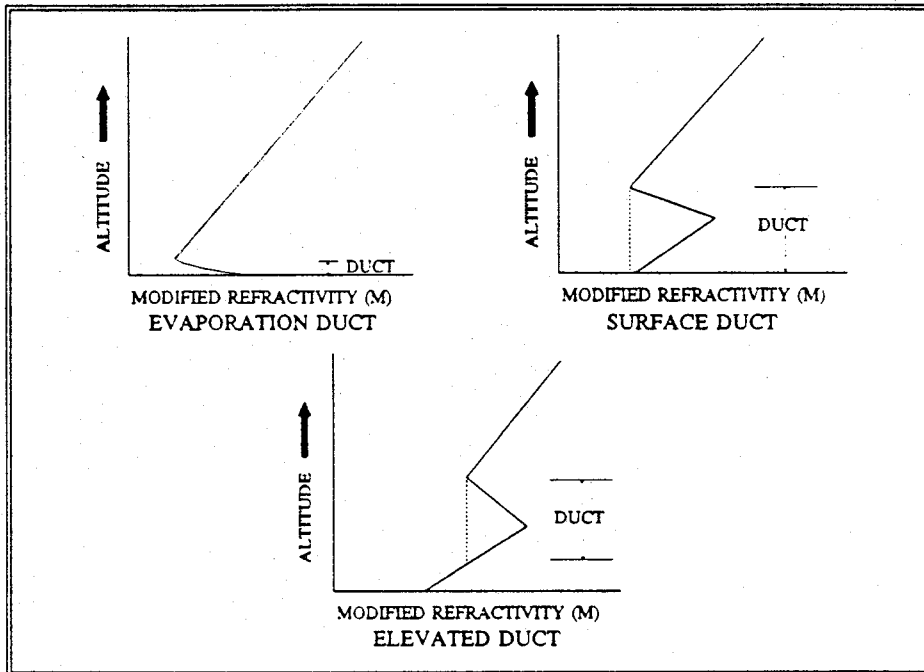 ALTITUDE
DUCT
MODIFIED REFRACTIVITY (M)
EVAPORATION DUCT
ALTITUDE
DUCT
MODIFIED REFRACTIVITY (M)
SURFACE DUCT
ALTITUDE
DUCT
MODIFIED REFRACTIVITY (M)
ELEVATED DUCT